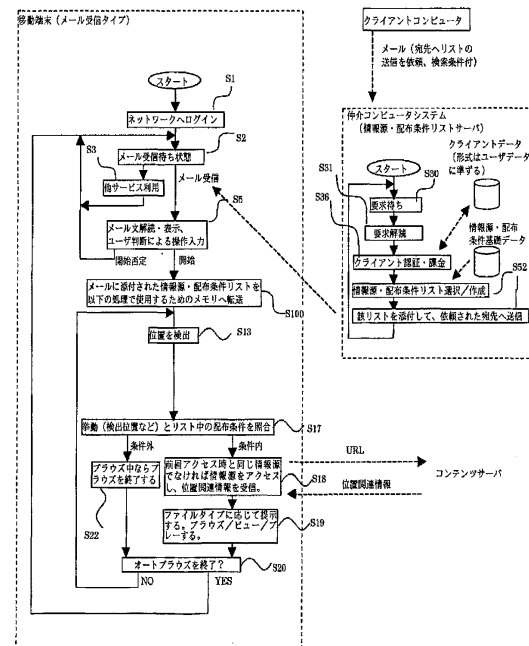 移動端末（メール受信タイプ）
スタート
S1
ネットワークへログイン
S2
メール受信待ち状態
S3
他サービス利用
メール受信
S5
メール文解読・表示、
ユーザ判断による操作入力
開始否定
開始
メールに添付された情報源・配布条件リストを
以下の処理で使用するためのメモリへ転送
S100
S13
位置を検出
移動（検出位置など）とリスト中の配布条件を照合
S17
条件外
条件内
ブラウズ中ならブ
ラウズを終了する
S22
前回アクセス時と同じ情報源
でなければ情報源をアクセス
し、位置関連情報を受信。
S18
ファイルタイプに応じて提示
する。ブラウズ／ビュー／プ
レーする。
S19
オートブラウズを終了？
S20
NO
YES
クライアントコンピュータ
メール（宛先へリストの
送信を依頼、検索条件付）
仲介コンピュータシステム
（情報源・配布条件リストサーバ）
クライアントデータ
（形式はユーザデータ
に準ずる）
スタート
S31
S30
S36
要求待ち
要求解読
クライアント認証・課金
情報源・配布
条件基礎データ
S52
情報源・配布条件リスト選択／作成
該リストを添付して、依頼された宛先へ送信
URL
コンテンツサーバ
位置関連情報